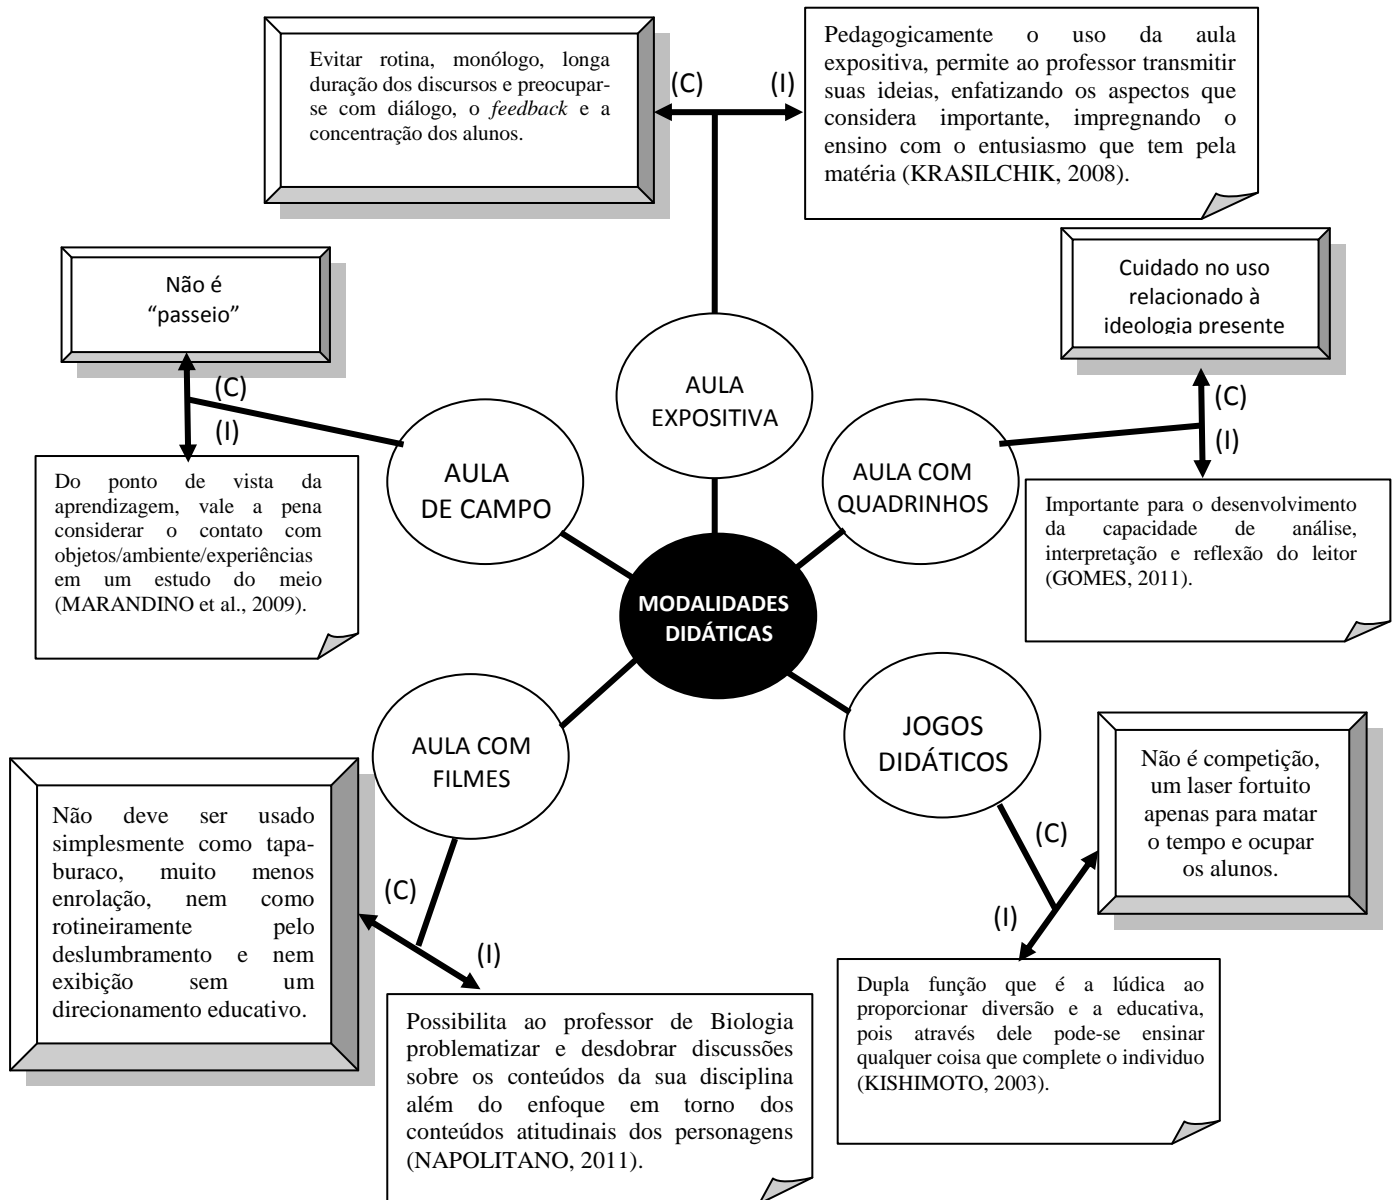 Evitar rotina, monólogo, longa
duração dos discursos e preocupar-
se com diálogo, o feedback e a
concentração dos alunos.
(C)
(I)
Pedagogicamente o uso da aula
expositiva, permite ao professor transmitir
suas ideias, enfatizando os aspectos que
considera importante, impregnando o
ensino com o entusiasmo que tem pela
matéria (KRASILCHIK, 2008).
Não é
“passeio”
(C)
(I)
Do ponto de vista da
aprendizagem, vale a pena
considerar o contato com
objetos/ambiente/experiências
em um estudo do meio
(MARANDINO et al., 2009).
AULA
DE CAMPO
AULA
EXPOSITIVA
AULA COM
QUADRINHOS
Cuidado no uso
relacionado à
ideologia presente
(C)
(I)
Importante para o desenvolvimento
da capacidade de análise,
interpretação e reflexão do leitor
(GOMES, 2011).
MODALIDADES
DIDÁTICAS
AULA COM
FILMES
JOGOS
DIDÁTICOS
Não deve ser usado
simplesmente como tapa-
buraco, muito menos
enrolação, nem como
rotineiramente pelo
deslumbramento e nem
exibição sem um
direcionamento educativo.
(C)
(I)
Possibilita ao professor de Biologia
problematizar e desdobrar discussões
sobre os conteúdos da sua disciplina
além do enfoque em torno dos
conteúdos atitudinais dos personagens
(NAPOLITANO, 2011).
Não é competição,
um laser fortuito
apenas para matar
o tempo e ocupar
os alunos.
(C)
(I)
Dupla função que é a lúdica ao
proporcionar diversão e a educativa,
pois através dele pode-se ensinar
qualquer coisa que complete o individuo
(KISHIMOTO, 2003).